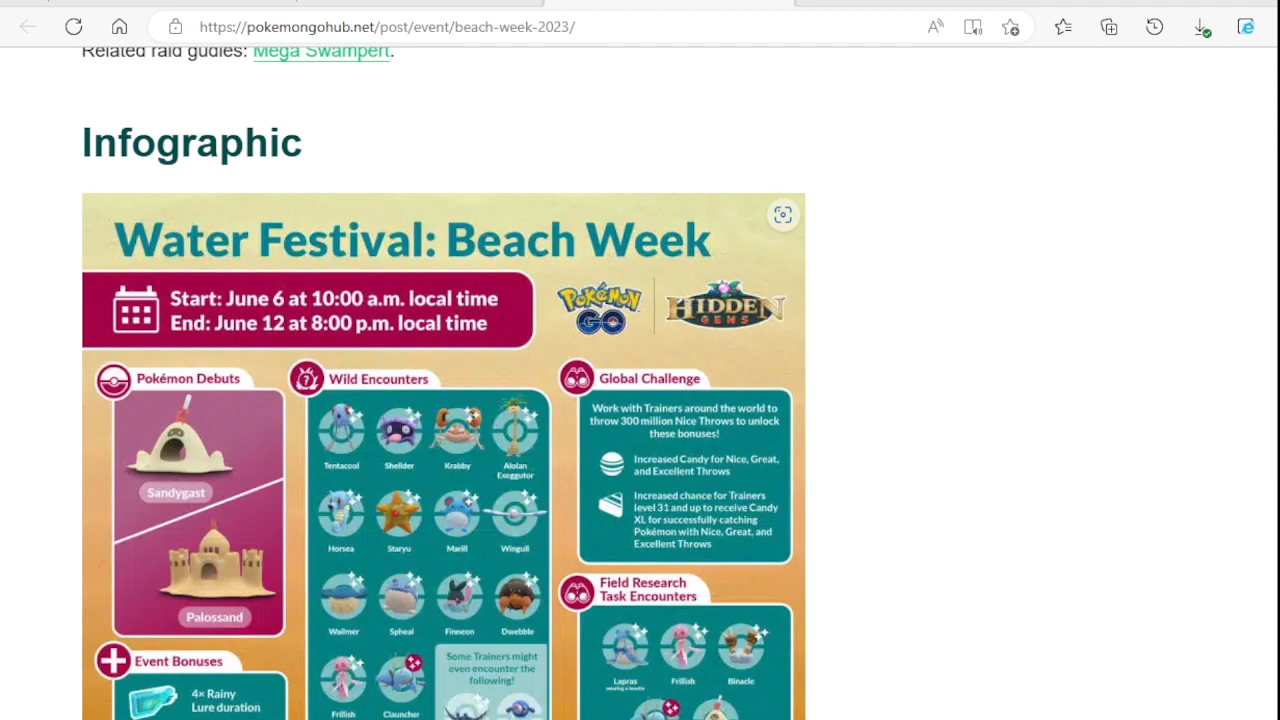 https://pokemongohub.net/post/event/beach-week-2023/
Related raid gudies: Mega Swampert.
Infographic
Water Festival: Beach Week
Start: June 6 at 10:00 a.m. local time
End: June 12 at 8:00 p.m. local time
POKÉMON
GO
HIDDEN
GEMS
Pokémon Debuts
Sandygast
Palossand
Event Bonuses
4× Rainy
Lure duration
Wild Encounters
Tentacool
Shellder
Krabby
Alolan
Exeggutor
Horsea
Staryu
Marill
Wingull
Wailmer
Spheal
Finneon
Dwebble
Frillish
Clauncher
Some Trainers might
even encounter the
following!
Global Challenge
Work with Trainers around the world to
throw 300 million Nice Throws to unlock
these bonuses!
Increased Candy for Nice, Great,
and Excellent Throws
Increased chance for Trainers
level 31 and up to receive Candy
XL for successfully catching
Pokémon with Nice, Great, and
Excellent Throws
Field Research
Task Encounters
Lapras
Frillish
Binacle